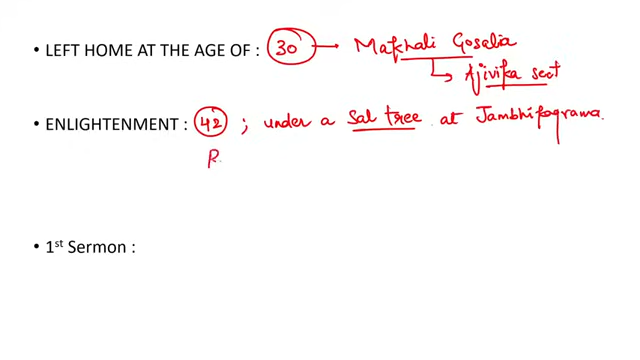 • LEFT HOME AT THE AGE OF : 30 → Makhali Gosalia
↳ Ajivika sect
• ENLIGHTENMENT : 42 ; under a sal tree at Jambhikagrama.
R
• 1st Sermon :